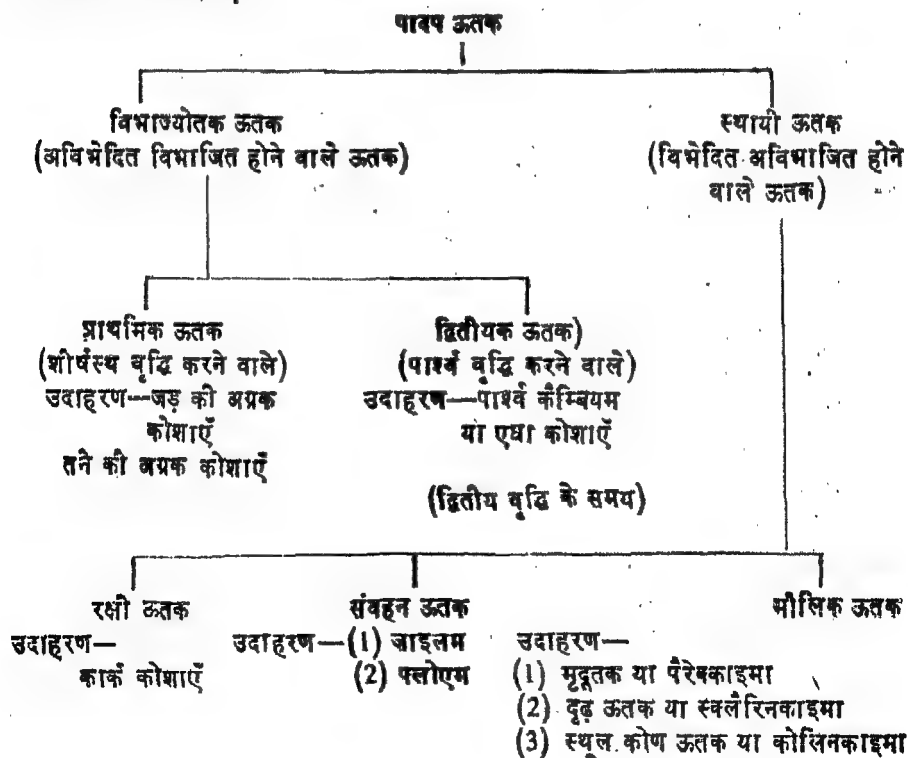 पादप ऊतक
विभाज्योतक ऊतक
(अविभेदित विभाजित होने वाले ऊतक)
स्थायी ऊतक
(विभेदित अविभाजित होने
वाले ऊतक)
प्राथमिक ऊतक
(शीर्षस्थ वृद्धि करने वाले)
उदाहरण—जड़ की अग्रक
कोशाएँ
तने की अग्रक कोशाएँ
द्वितीयक ऊतक)
(पार्श्व वृद्धि करने वाले)
उदाहरण—पार्श्व कैम्बियम
या एधा कोशाएँ
(द्वितीय वृद्धि के समय)
रक्षी ऊतक
उदाहरण—
कार्क कोशाएँ
संवहन ऊतक
उदाहरण—(1) जाइलम
(2) फ्लोएम
मौलिक ऊतक
उदाहरण—
(1) मृदूतक या पैरेक्काइमा
(2) दृढ़ ऊतक या स्क्लैरिनकाइमा
(3) स्थूल कोण ऊतक या कोलिनकाइमा